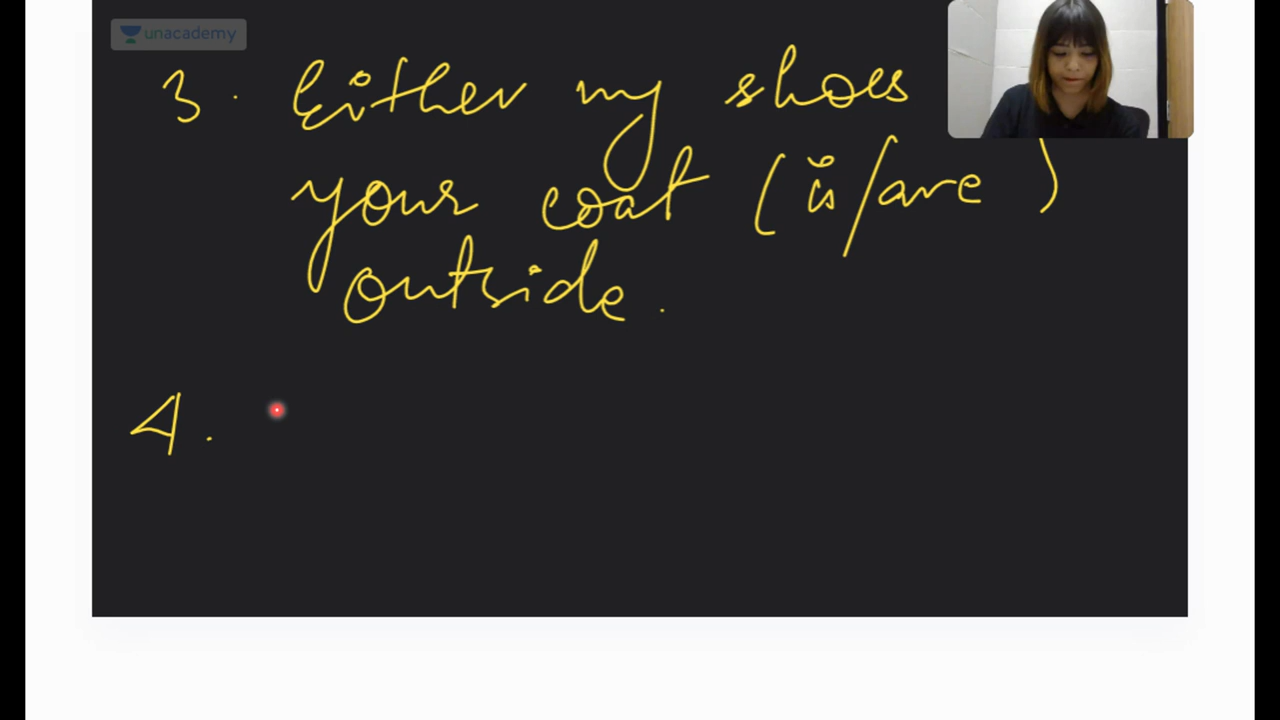 unacademy
3. Either my shoes
your coat (is/are)
outside.
4.